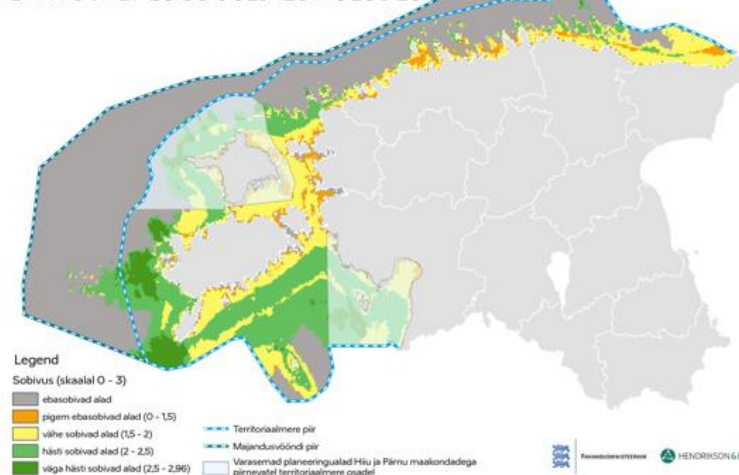 Legend
Sobivus (skaalal 0 - 3)
ebasobivad alad
pigem ebasobivad alad (0 - 1,5)
vähe sobivad alad (1,5 - 2)
hästi sobivad alad (2 - 2,5)
väga hästi sobivad alad (2,5 - 2,96)
Territoriaalmere piir
Majandusvööndi piir
Varasemad planeeringualad Hiiu ja Pärnu maakondadega
piirnevatel territoriaalmere osadel
RAHANDUSMINISTEERIUM
HENDRIKSON &